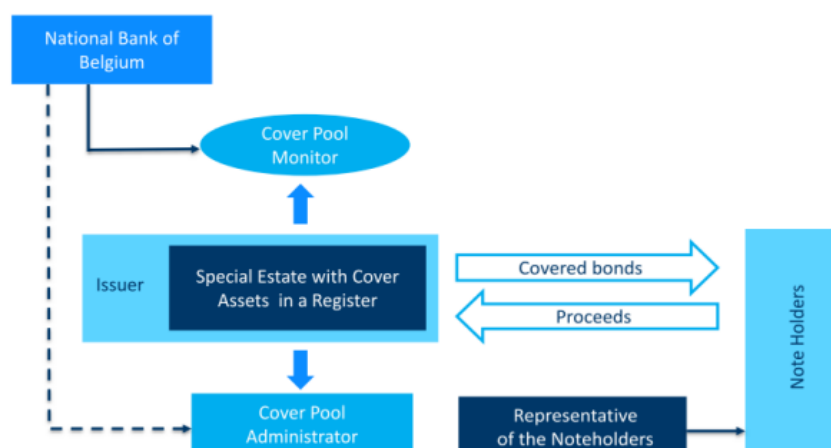 National Bank of
Belgium
Cover Pool
Monitor
Issuer
Special Estate with Cover
Assets in a Register
Covered bonds
Proceeds
Note Holders
Cover Pool
Administrator
Representative
of the Noteholders